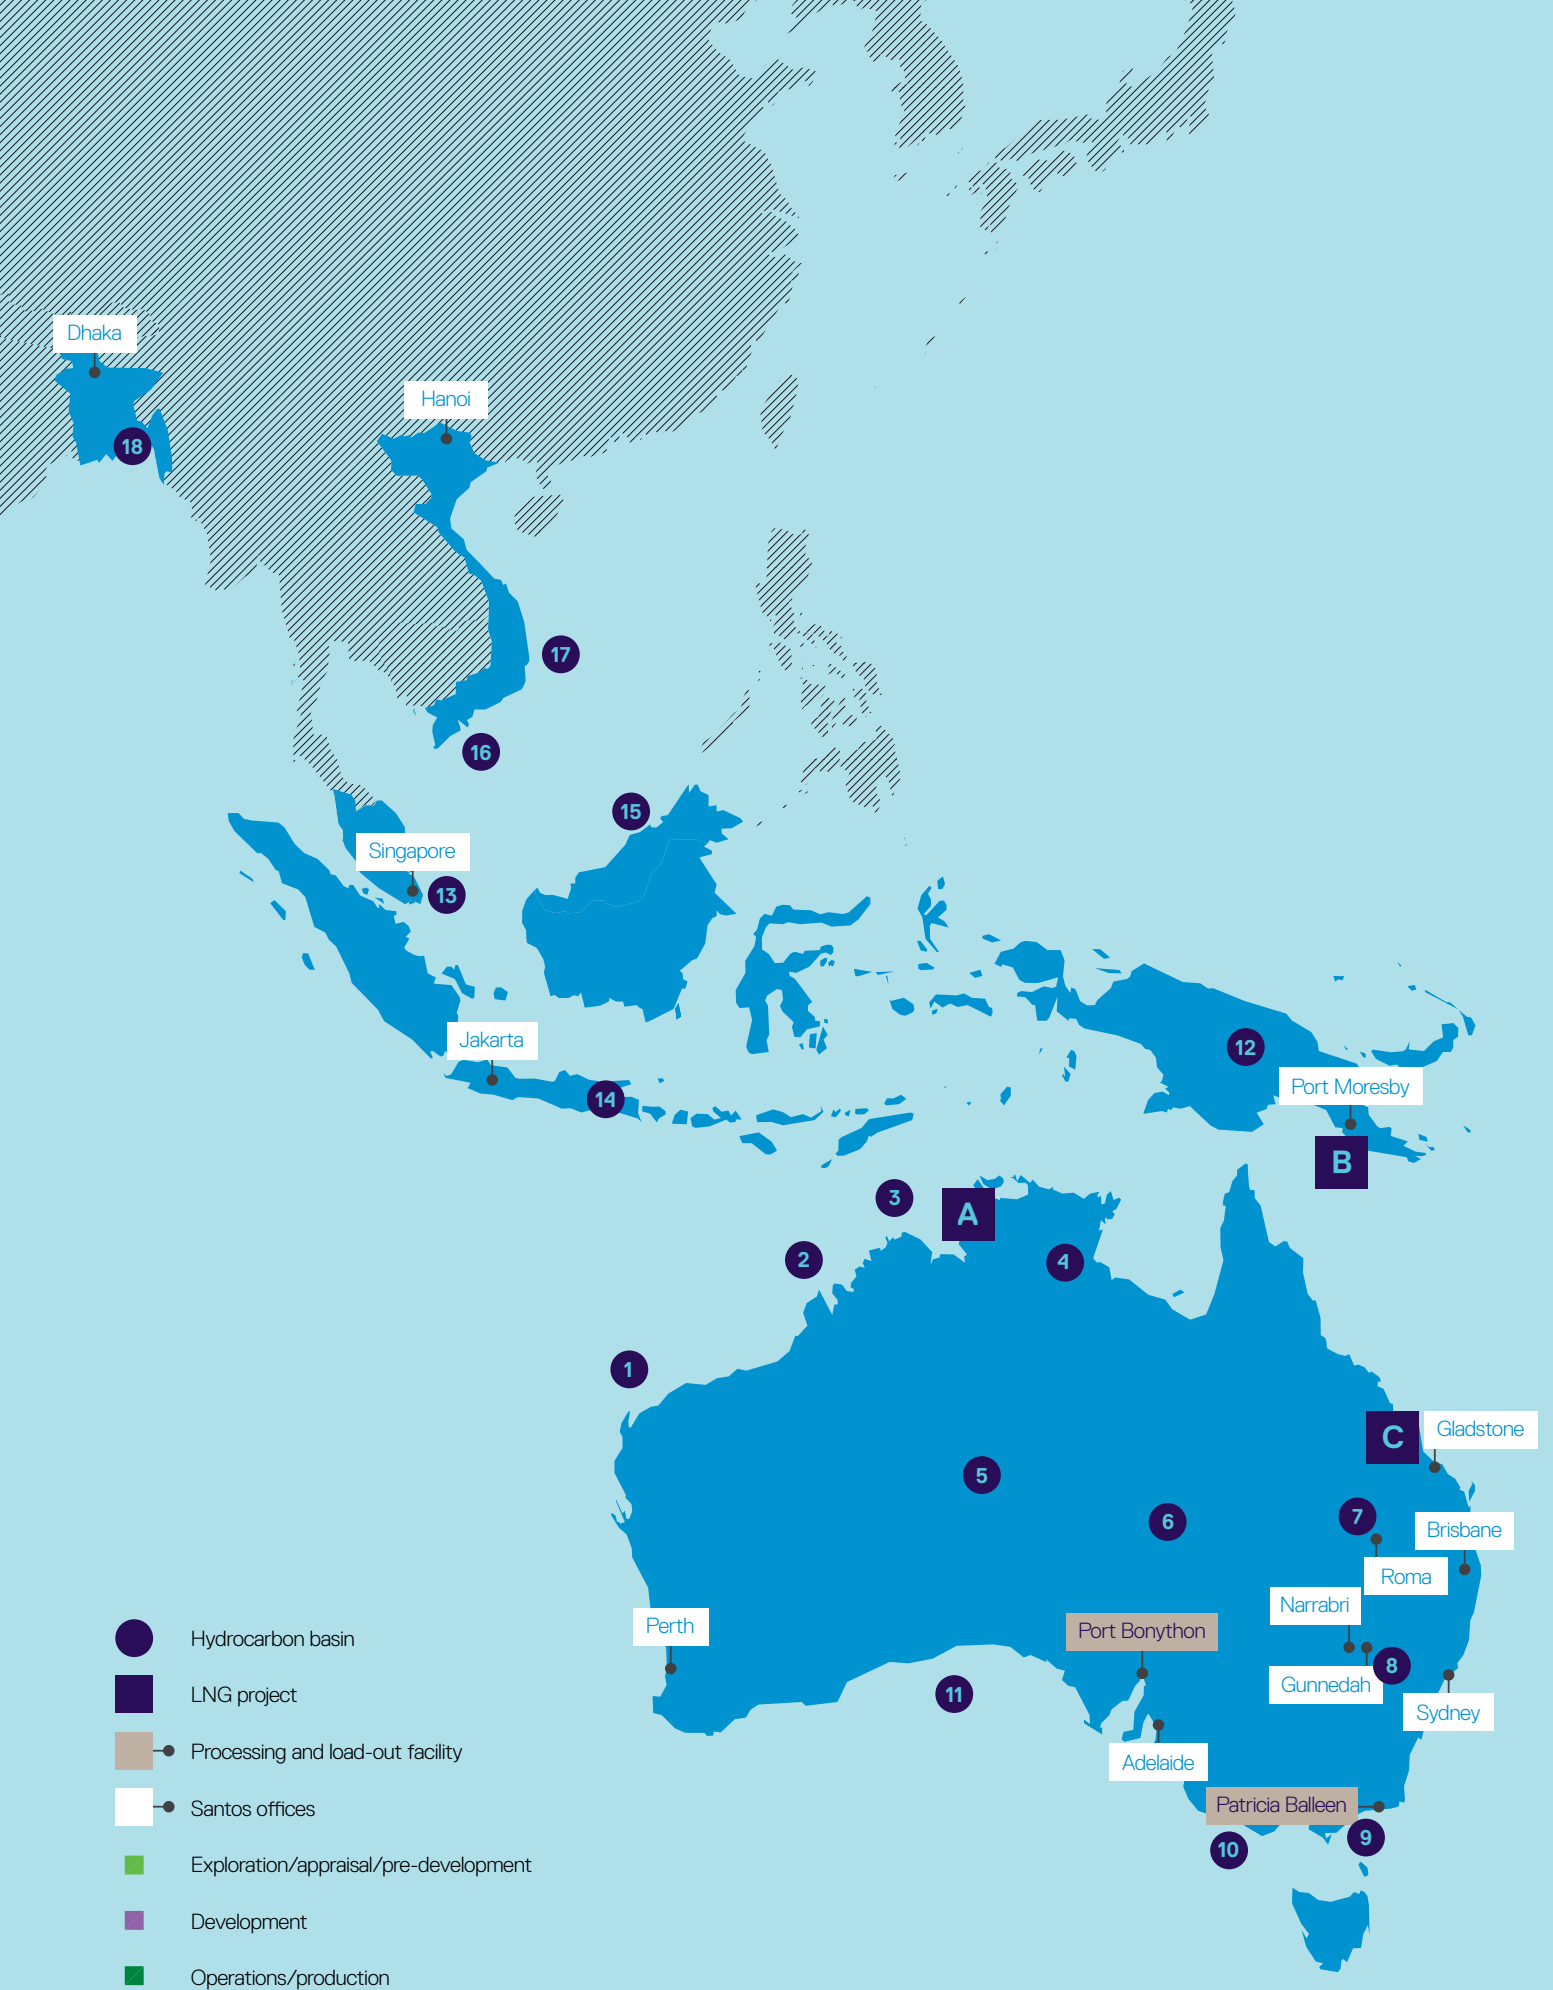 Dhaka
Hanoi
18
17
16
15
Singapore
13
Jakarta
12
Port Moresby
14
B
3
A
2
4
1
C
Gladstone
5
6
7
Brisbane
Roma
Narrabri
Perth
Port Bonython
Hydrocarbon basin
8
Gunnedah
11
LNG project
Sydney
Processing and load-out facility
Adelaide
Santos offices
Patricia Balleen
9
10
Exploration/appraisal/pre-development
Development
Operations/production